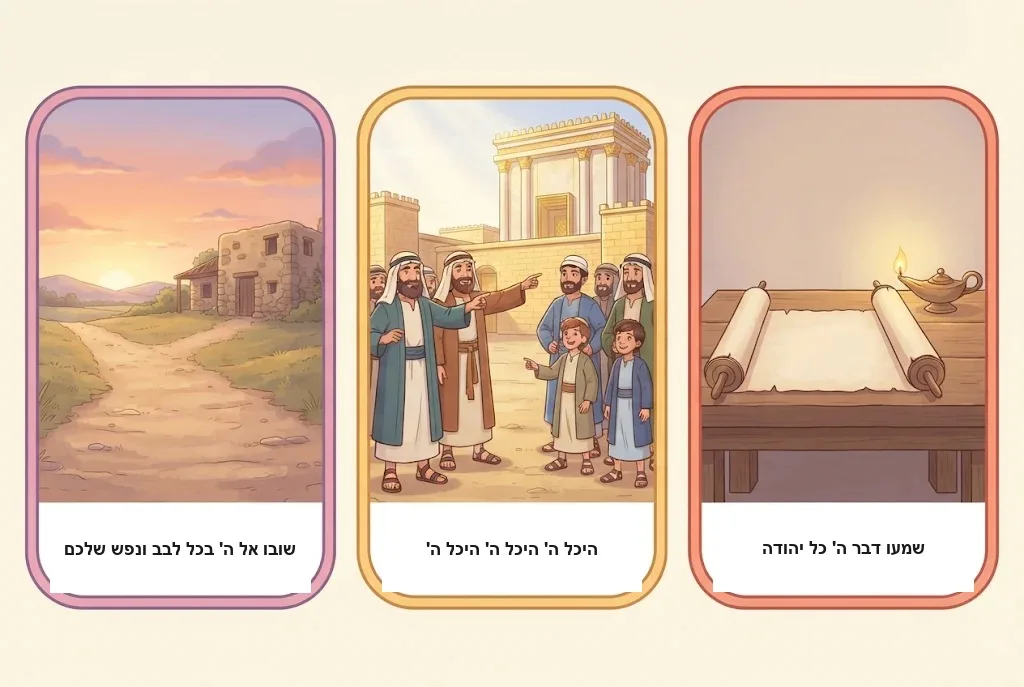 שמעו דבר ה' כל יהודה
היכל ה' היכל ה' היכל ה'
שובו אל ה' בכל לבב ונפש שלכם